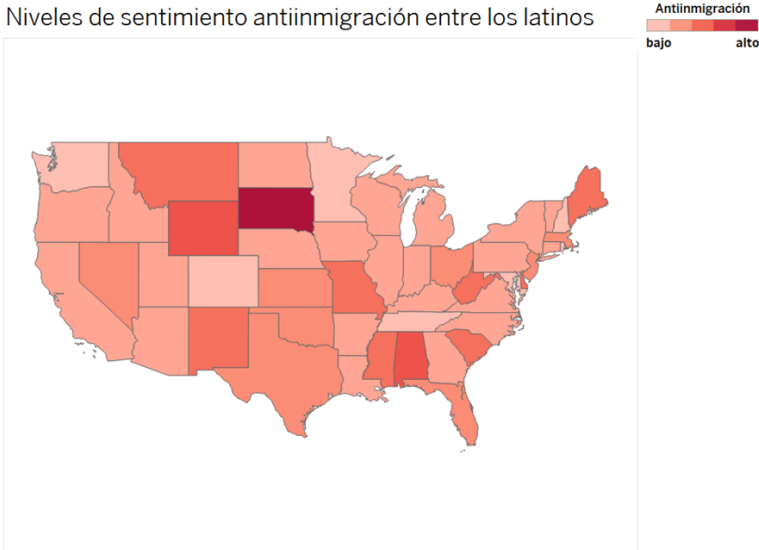 Niveles de sentimiento antiinmigración entre los latinos
Antiinmigración
bajo alto